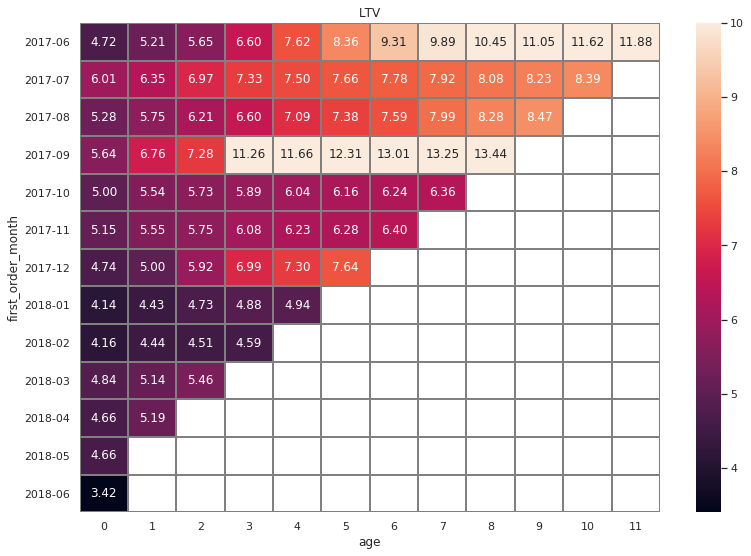 LTV
2017-06 4.72 5.21 5.65 6.60 7.62 8.36 9.31 9.89 10.45 11.05 11.62 11.88
2017-07 6.01 6.35 6.97 7.33 7.50 7.66 7.78 7.92 8.08 8.23 8.39
2017-08 5.28 5.75 6.21 6.60 7.09 7.38 7.59 7.99 8.28 8.47
2017-09 5.64 6.76 7.28 11.26 11.66 12.31 13.01 13.25 13.44
2017-10 5.00 5.54 5.73 5.89 6.04 6.16 6.24 6.36
2017-11 5.15 5.55 5.75 6.08 6.23 6.28 6.40
2017-12 4.74 5.00 5.92 6.99 7.30 7.64
2018-01 4.14 4.43 4.73 4.88 4.94
2018-02 4.16 4.44 4.51 4.59
2018-03 4.84 5.14 5.46
2018-04 4.66 5.19
2018-05 4.66
2018-06 3.42
0 1 2 3 4 5 6 7 8 9 10 11
age
first_order_month
10
9
8
7
6
5
4